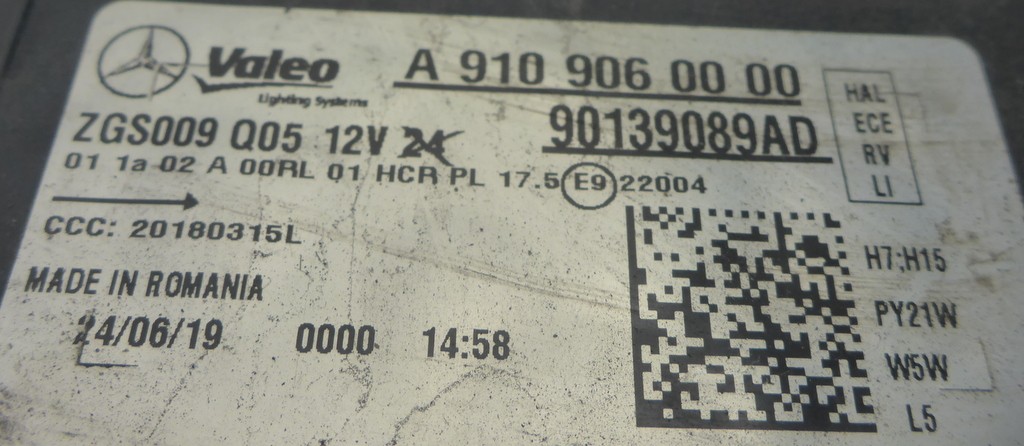 Valeo
Lighting Systems
A 910 906 00 00
90139089AD
HAL
ECE
RV
LI
ZGS009 Q05 12V 24
01 1a 02 A 00RL 01 HCR PL 17.5 E9 22004
CCC: 20180315L
MADE IN ROMANIA
24/06/19 0000 14:58
H7;H15
PY21W
W5W
L5